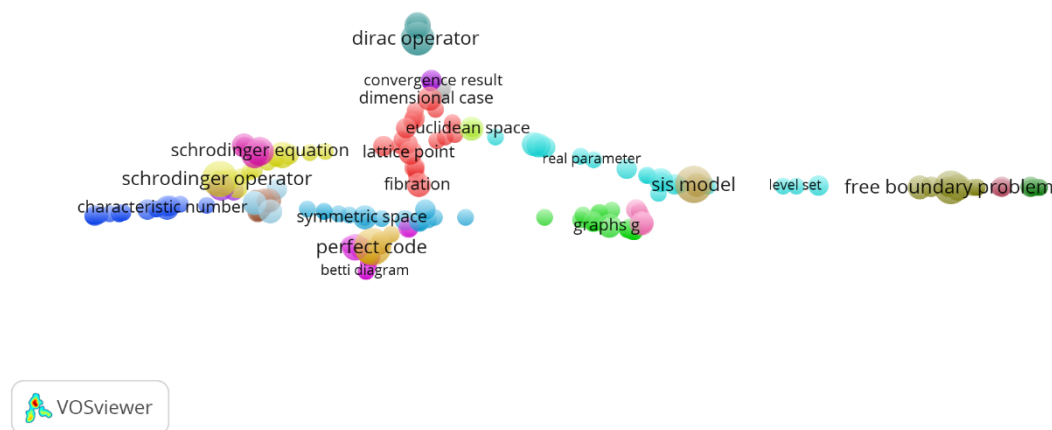 dirac operator
convergence result
dimensional case
euclidean space
schrodinger equation
lattice point
real parameter
schrodinger operator
fibration
sis model
level set
free boundary problem
characteristic number
symmetric space
graphs g
perfect code
betti diagram
VOSviewer